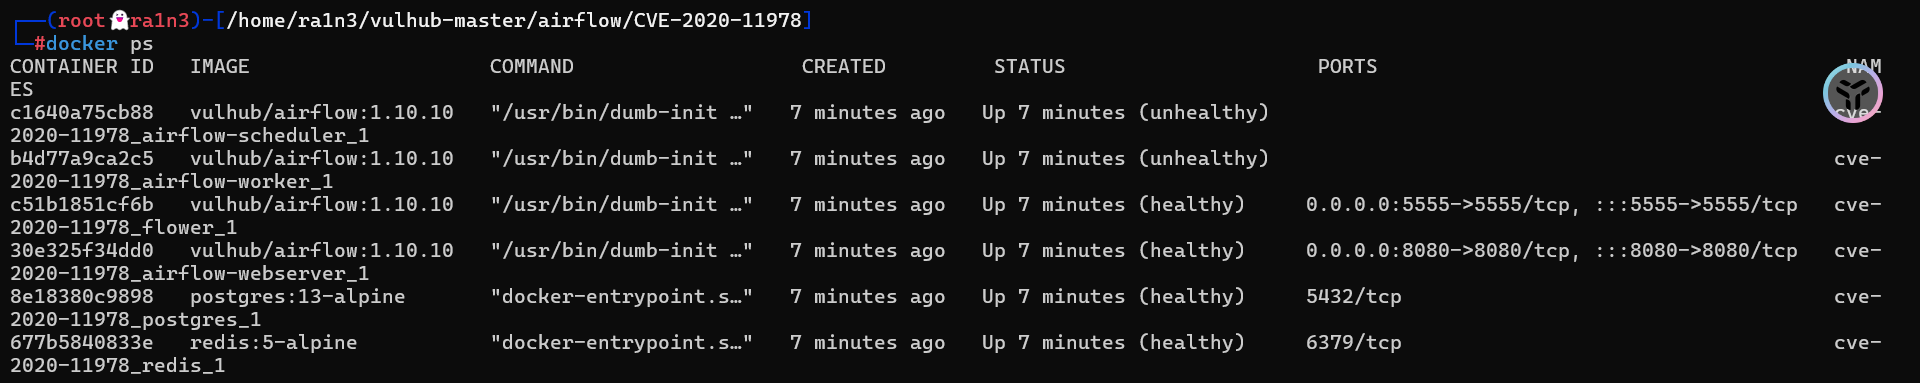 (root👻ra1n3)-[/home/ra1n3/vulhub-master/airflow/CVE-2020-11978]
#docker ps
CONTAINER ID   IMAGE                    COMMAND                   CREATED         STATUS                     PORTS                                       NAM
ES
c1640a75cb88   vulhub/airflow:1.10.10   "/usr/bin/dumb-init …"   7 minutes ago   Up 7 minutes (unhealthy)                                               cve-
2020-11978_airflow-scheduler_1
b4d77a9ca2c5   vulhub/airflow:1.10.10   "/usr/bin/dumb-init …"   7 minutes ago   Up 7 minutes (unhealthy)                                               cve-
2020-11978_airflow-worker_1
c51b1851cf6b   vulhub/airflow:1.10.10   "/usr/bin/dumb-init …"   7 minutes ago   Up 7 minutes (healthy)     0.0.0.0:5555->5555/tcp, :::5555->5555/tcp   cve-
2020-11978_flower_1
30e325f34dd0   vulhub/airflow:1.10.10   "/usr/bin/dumb-init …"   7 minutes ago   Up 7 minutes (healthy)     0.0.0.0:8080->8080/tcp, :::8080->8080/tcp   cve-
2020-11978_airflow-webserver_1
8e18380c9898   postgres:13-alpine       "docker-entrypoint.s…"   7 minutes ago   Up 7 minutes (healthy)     5432/tcp                                    cve-
2020-11978_postgres_1
677b5840833e   redis:5-alpine           "docker-entrypoint.s…"   7 minutes ago   Up 7 minutes (healthy)     6379/tcp                                    cve-
2020-11978_redis_1